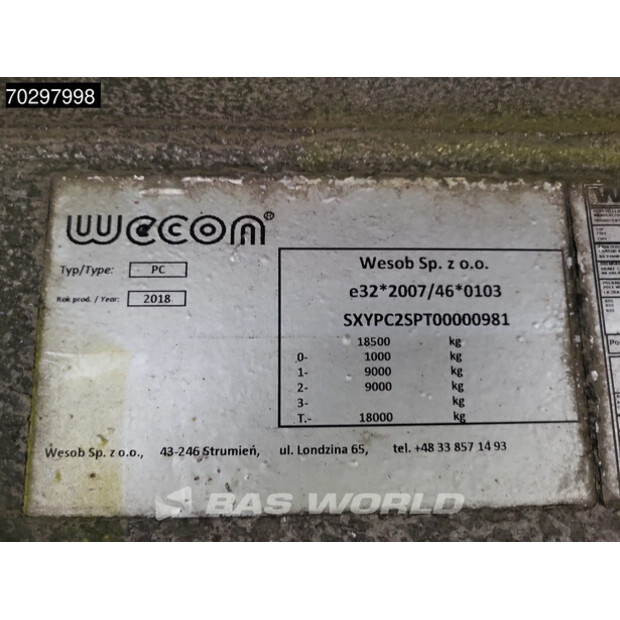 70297998
wecon®
Typ/Type: PC
Rok prod. / Year: 2018
Wesob Sp. z o.o.
e32*2007/46*0103
SXYPC2SPT00000981
18500 kg
0- 1000 kg
1- 9000 kg
2- 9000 kg
3- kg
T.- 18000 kg
Wesob Sp. z o.o., 43-246 Strumień, ul. Londzina 65, tel. +48 33 857 14 93
BAS WORLD